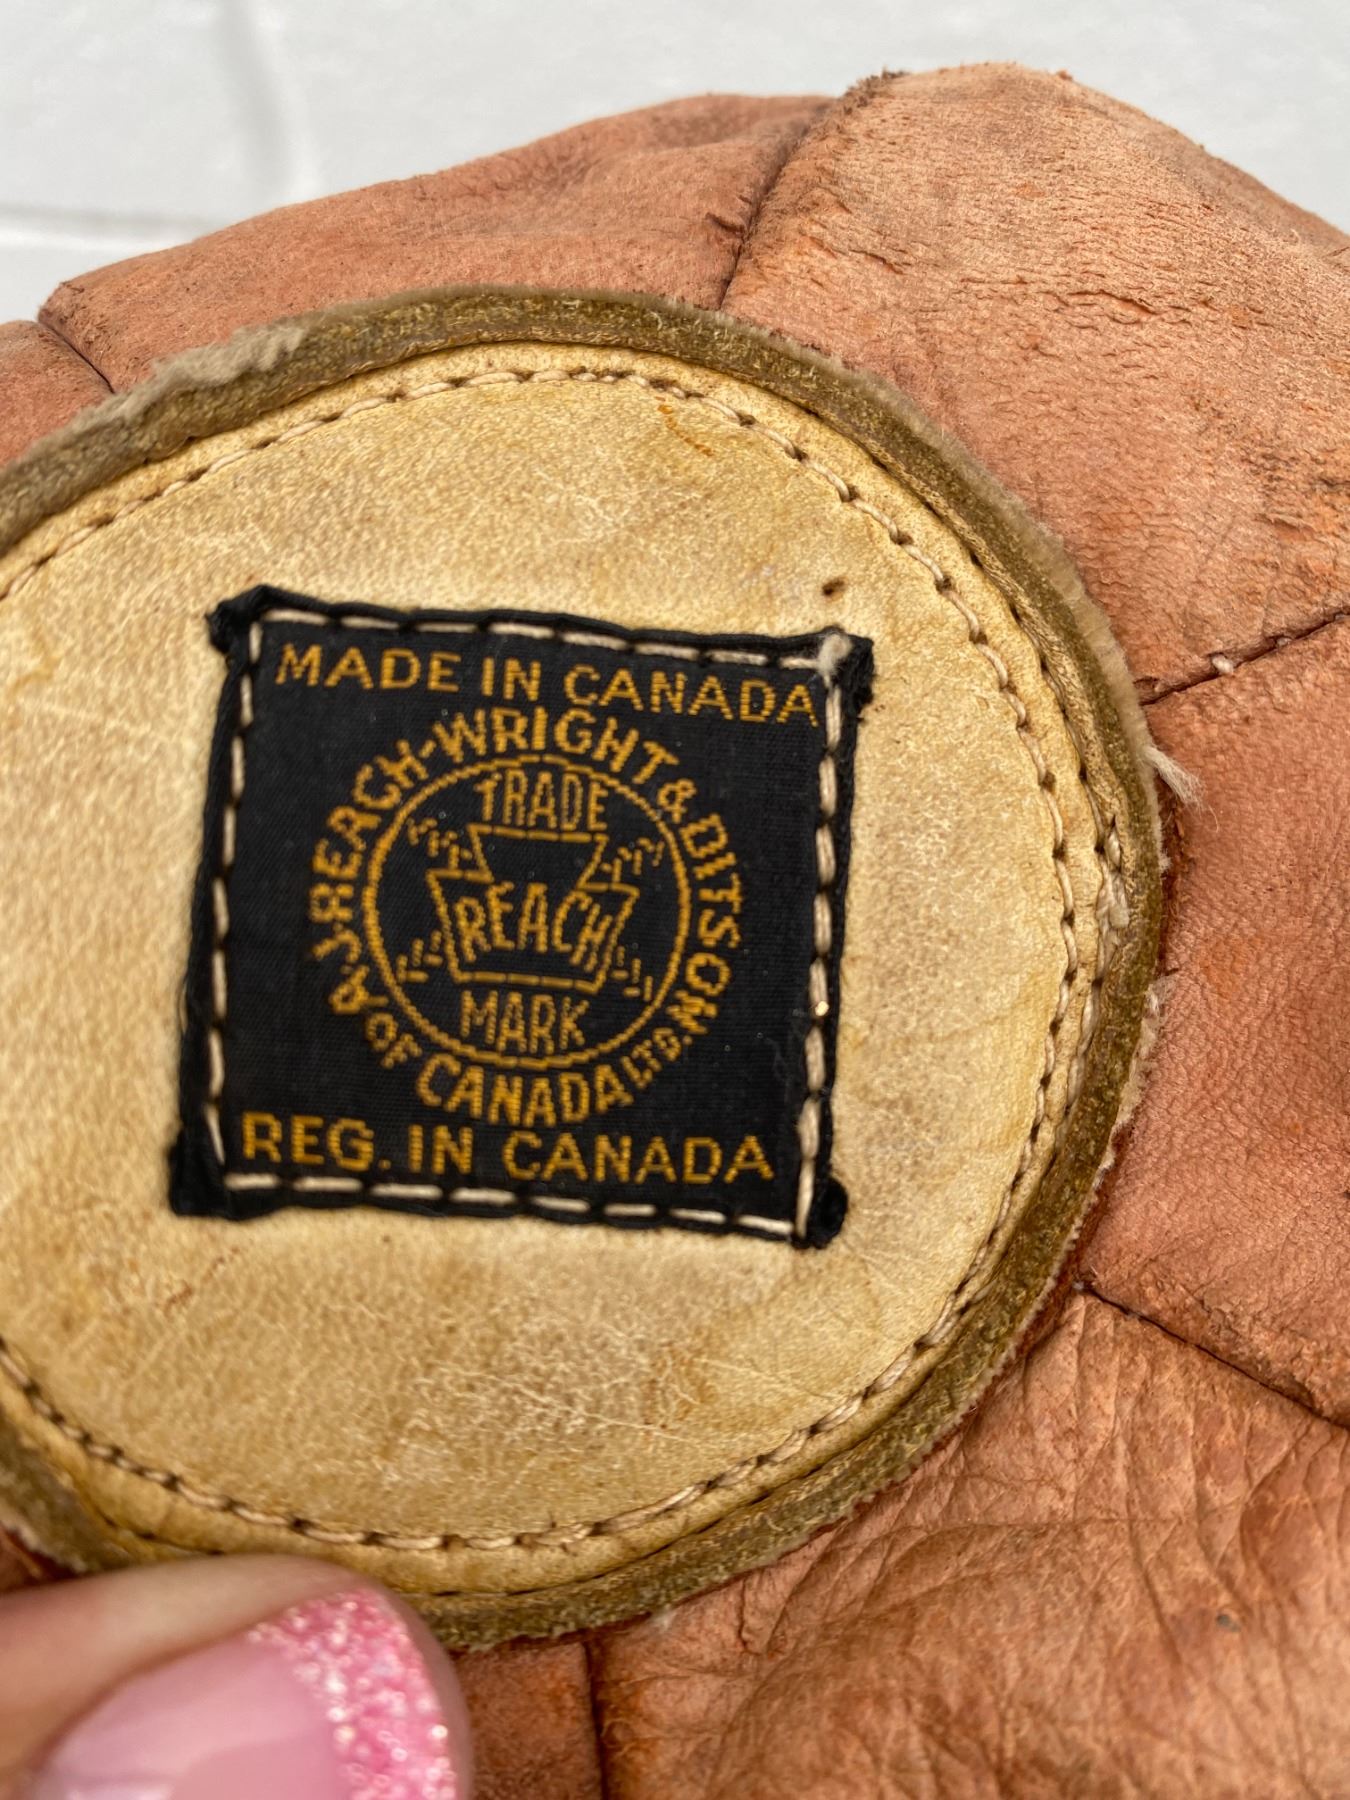 MADE IN CANADA
A.J. REACH-WRIGHT & DITSON
OF CANADA LTD.
TRADE
REACH
MARK
REG. IN CANADA